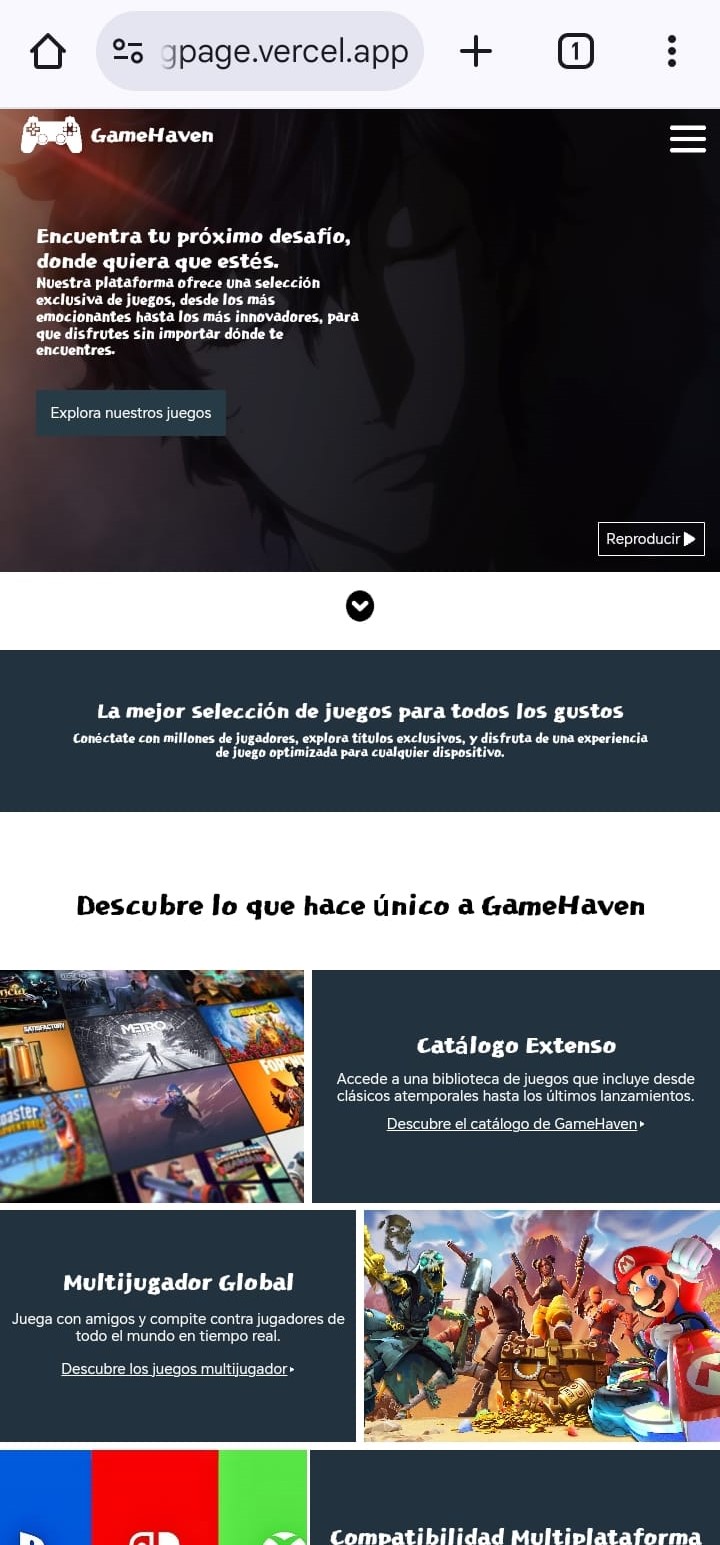 gpage.vercel.app
1
GameHaven
Encuentra tu próximo desafío,
donde quiera que estés.
Nuestra plataforma ofrece una selección
exclusiva de juegos, desde los más
emocionantes hasta los más innovadores, para
que disfrutes sin importar dónde te
encuentres.
Explora nuestros juegos
Reproducir
La mejor selección de juegos para todos los gustos
Conéctate con millones de jugadores, explora títulos exclusivos, y disfruta de una experiencia
de juego optimizada para cualquier dispositivo.
Descubre lo que hace único a GameHaven
SATISFACTORY
METRO
Catálogo Extenso
Accede a una biblioteca de juegos que incluye desde
clásicos atemporales hasta los últimos lanzamientos.
Descubre el catálogo de GameHaven
Multijugador Global
Juega con amigos y compite contra jugadores de
todo el mundo en tiempo real.
Descubre los juegos multijugador
M
Compatibilidad Multiplataforma